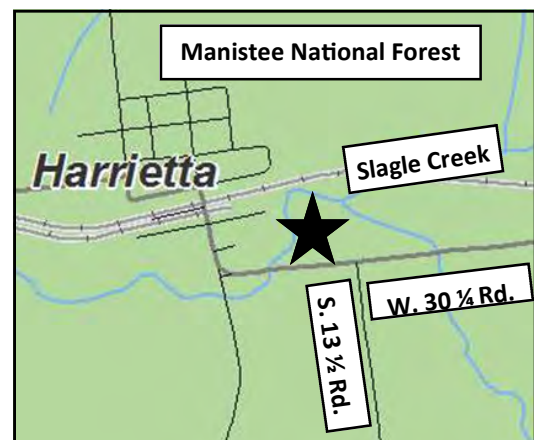 Manistee National Forest
Harrietta
Slagle Creek
S. 13 ½ Rd.
W. 30 ¼ Rd.